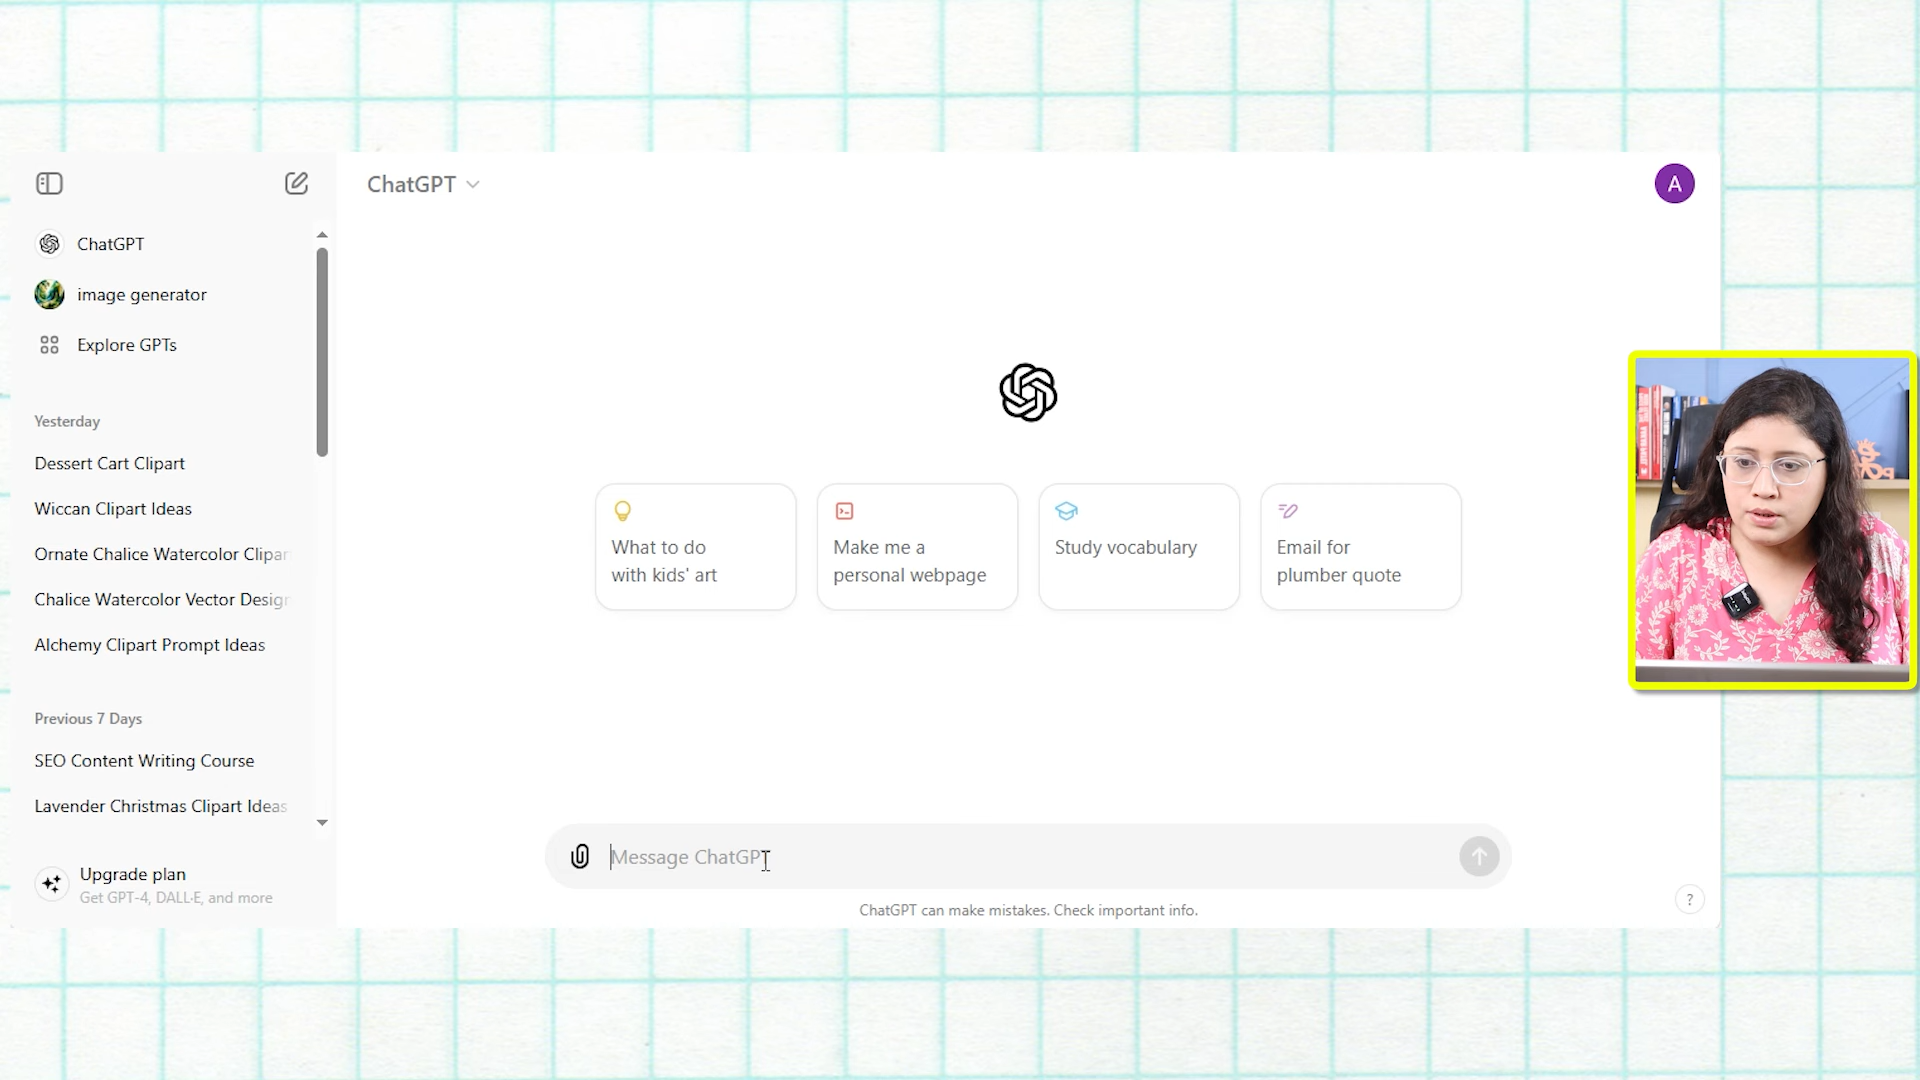 ChatGPT
A
ChatGPT
image generator
Explore GPTs
Yesterday
Dessert Cart Clipart
Wiccan Clipart Ideas
Ornate Chalice Watercolor Clipar
Chalice Watercolor Vector Design
Alchemy Clipart Prompt Ideas
Previous 7 Days
SEO Content Writing Course
Lavender Christmas Clipart Ideas
Upgrade plan
Get GPT-4, DALL·E, and more
What to do
with kids' art
Make me a
personal webpage
Study vocabulary
Email for
plumber quote
Message ChatGPT
ChatGPT can make mistakes. Check important info.
?